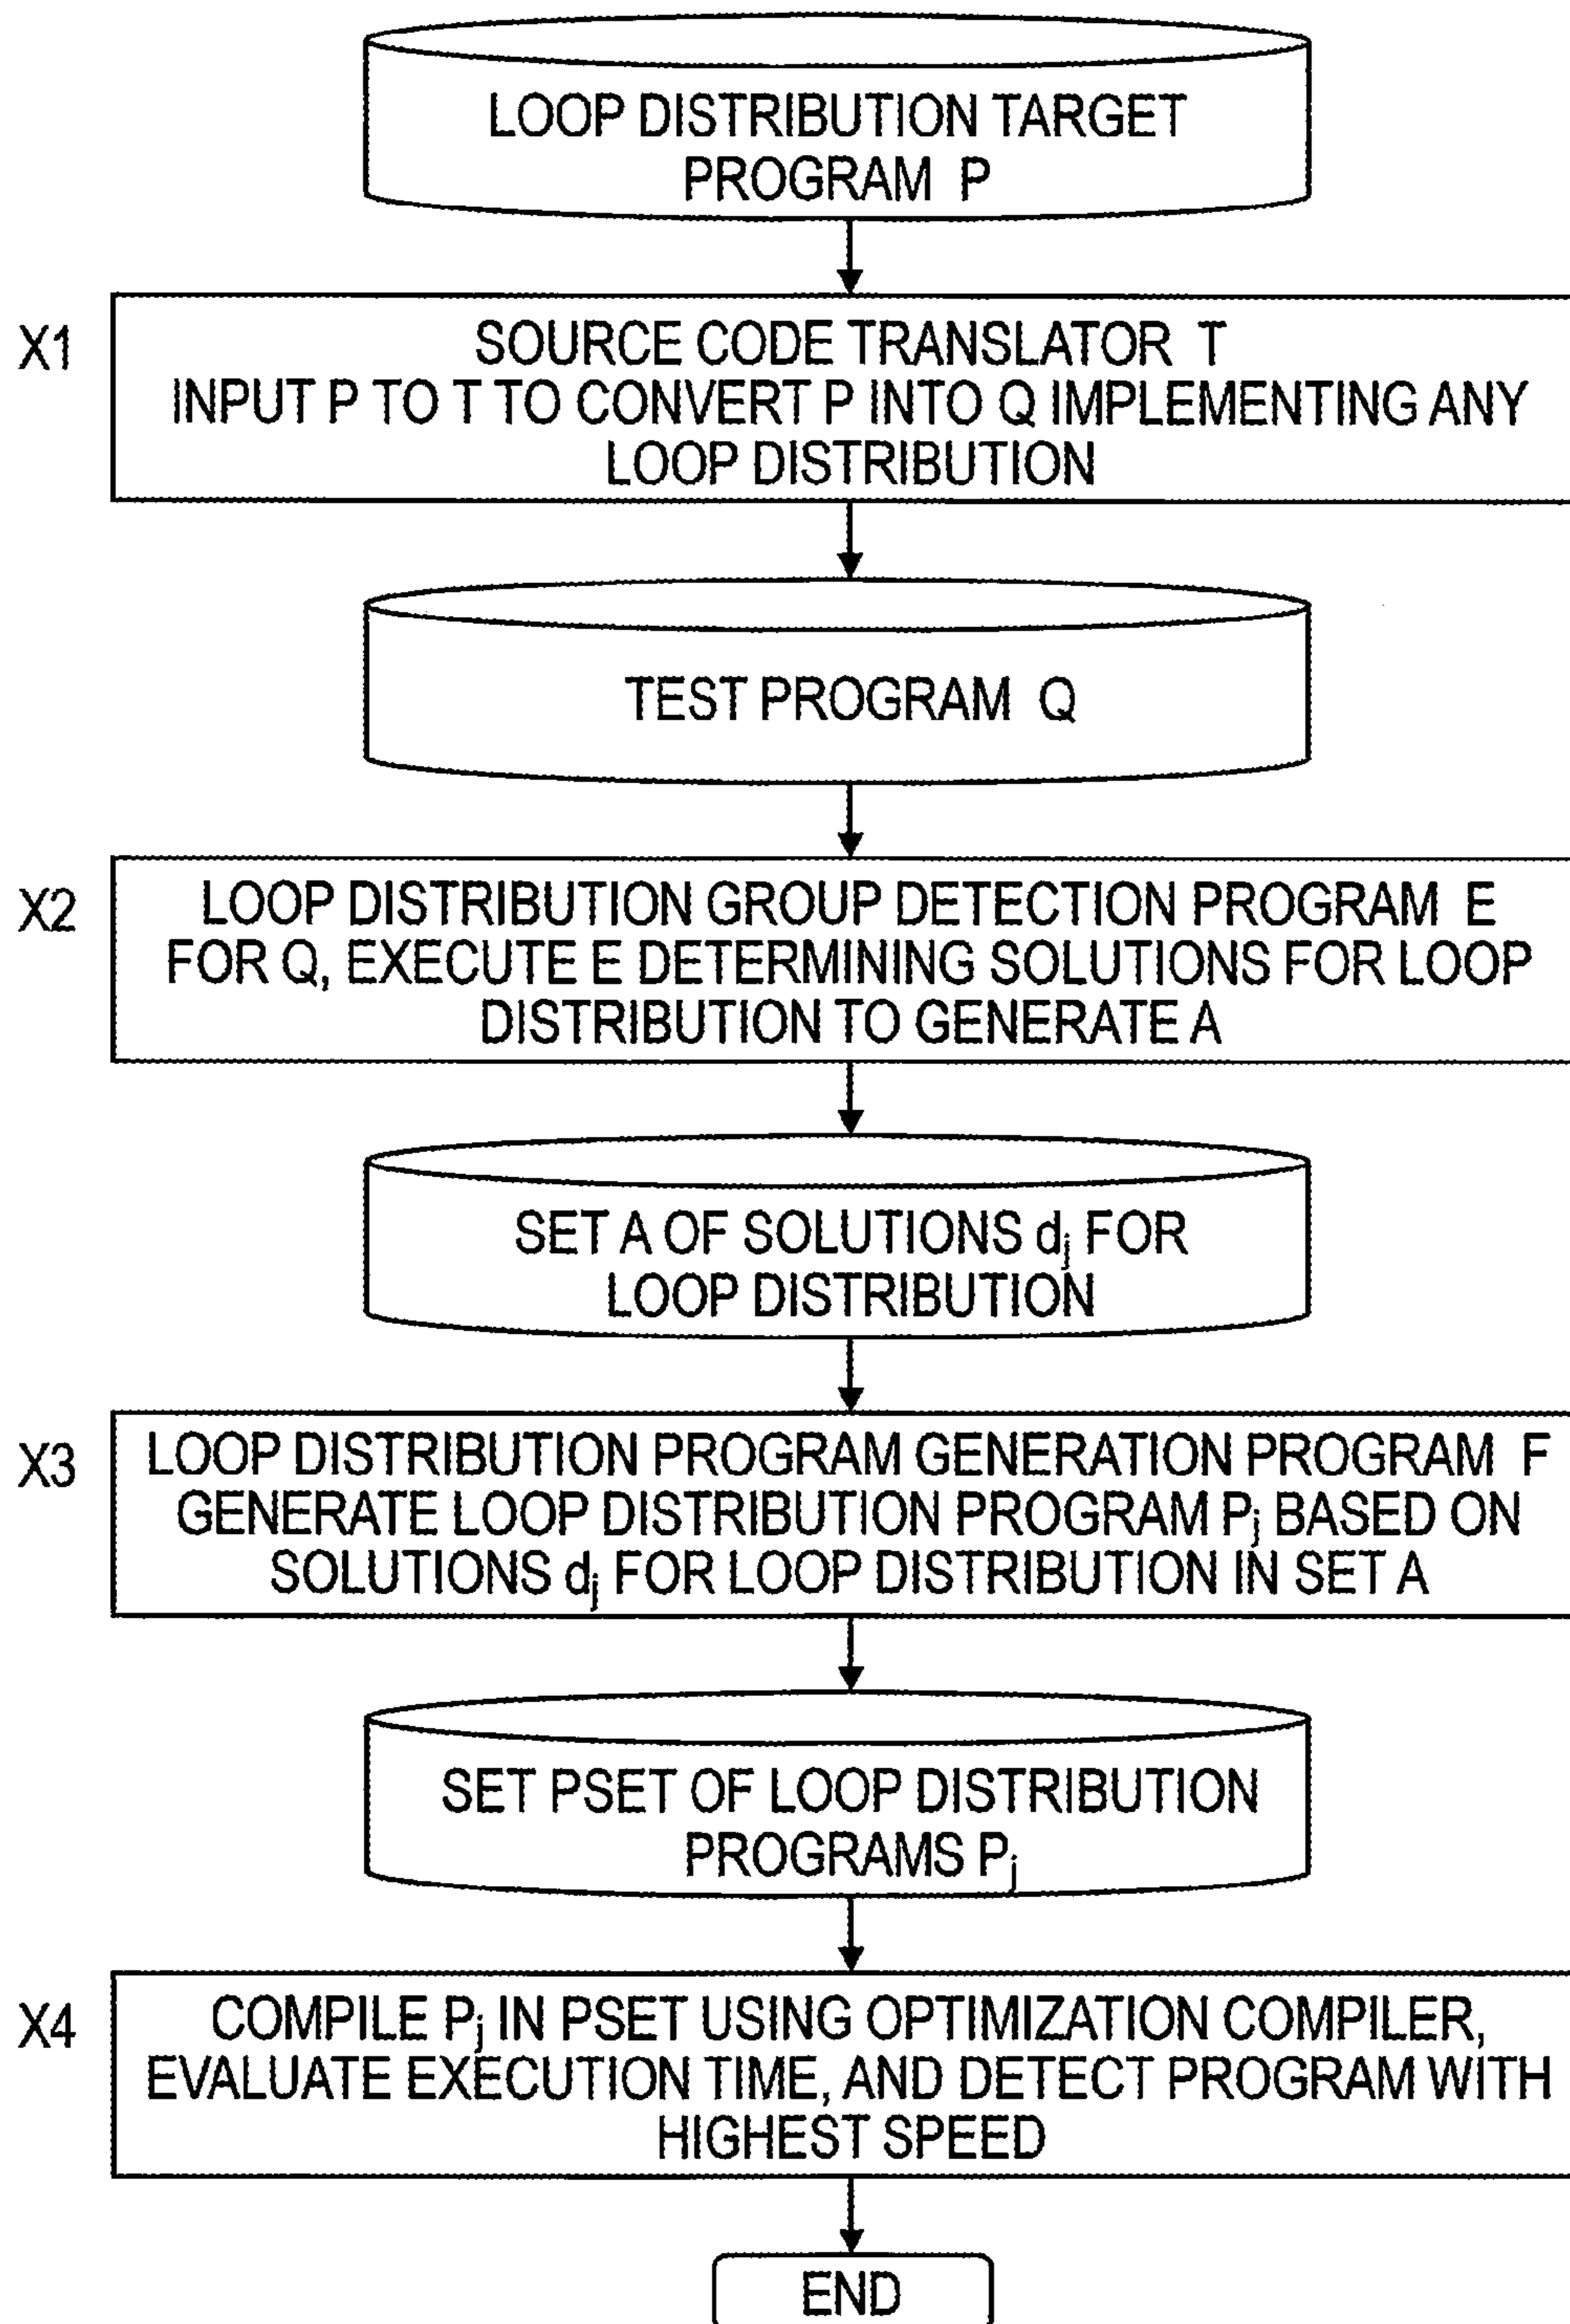 LOOP DISTRIBUTION TARGET
PROGRAM P
X1
SOURCE CODE TRANSLATOR T
INPUT P TO T TO CONVERT P INTO Q IMPLEMENTING ANY
LOOP DISTRIBUTION
TEST PROGRAM Q
X2
LOOP DISTRIBUTION GROUP DETECTION PROGRAM E
FOR Q, EXECUTE E DETERMINING SOLUTIONS FOR LOOP
DISTRIBUTION TO GENERATE A
SET A OF SOLUTIONS dj FOR
LOOP DISTRIBUTION
X3
LOOP DISTRIBUTION PROGRAM GENERATION PROGRAM F
GENERATE LOOP DISTRIBUTION PROGRAM Pj BASED ON
SOLUTIONS dj FOR LOOP DISTRIBUTION IN SET A
SET PSET OF LOOP DISTRIBUTION
PROGRAMS Pj
X4
COMPILE Pj IN PSET USING OPTIMIZATION COMPILER,
EVALUATE EXECUTION TIME, AND DETECT PROGRAM WITH
HIGHEST SPEED
END